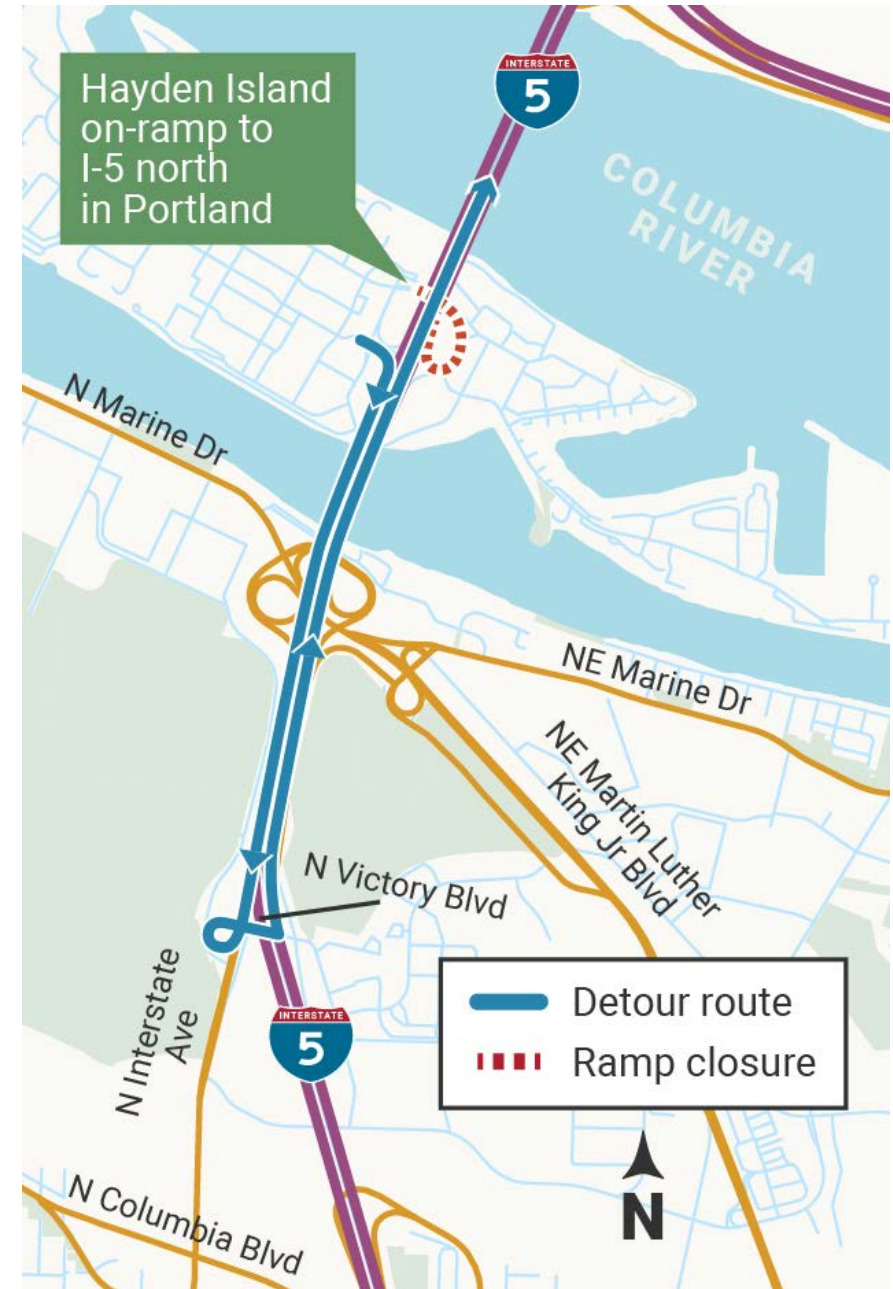 INTERSTATE
5
Hayden Island
on-ramp to
I-5 north
in Portland
COLUMBIA
RIVER
N Marine Dr
NE Marine Dr
NE Martin Luther
King Jr Blvd
N Victory Blvd
N Interstate
Ave
INTERSTATE
5
Detour route
Ramp closure
N Columbia Blvd
N